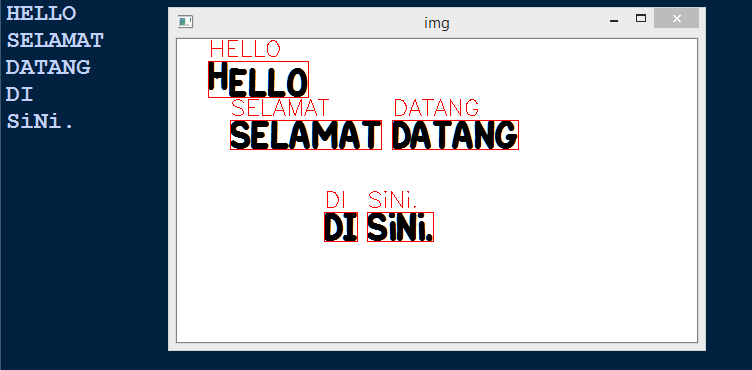 HELLO
SELAMAT
DATANG
DI
SiNi.
img
HELLO
HELLO
SELAMAT DATANG
SELAMAT DATANG
DI SiNi.
DI SiNi.